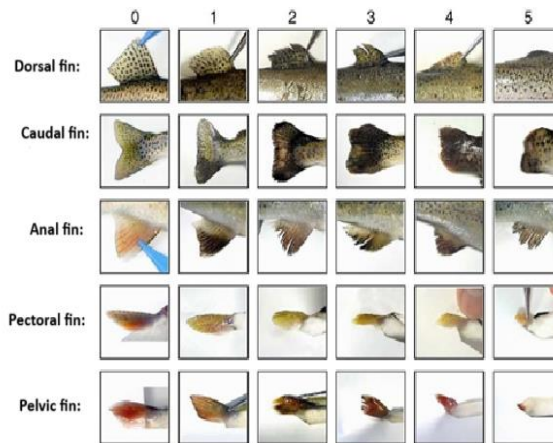 0 1 2 3 4 5
Dorsal fin:
Caudal fin:
Anal fin:
Pectoral fin:
Pelvic fin: